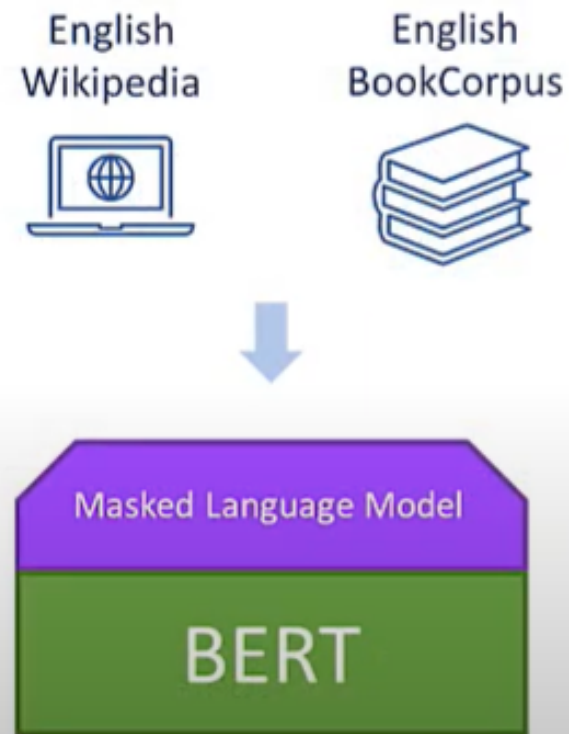 English
Wikipedia
English
BookCorpus
Masked Language Model
BERT